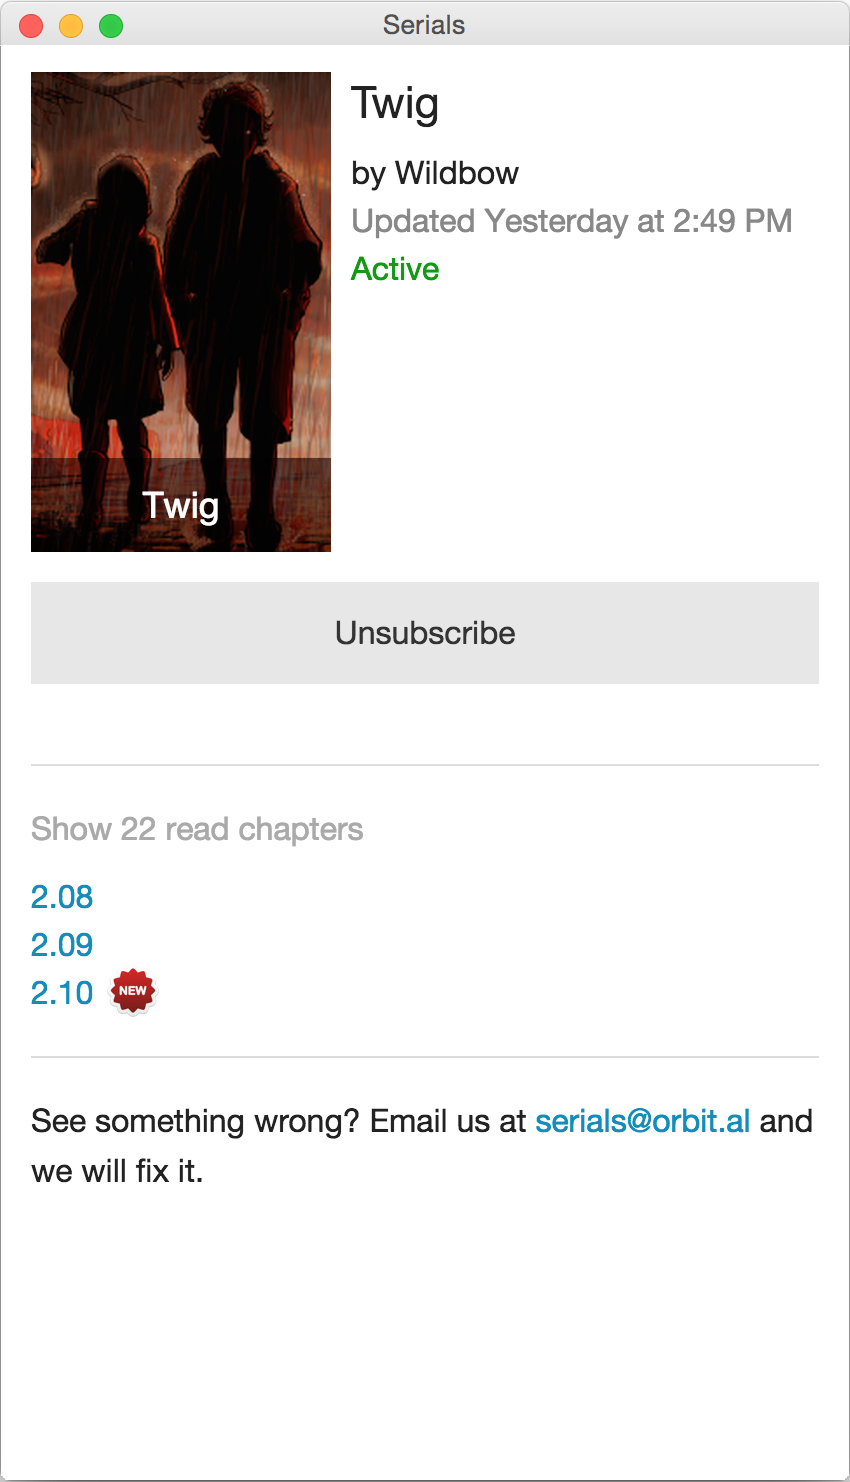 Serials
Twig
by Wildbow
Updated Yesterday at 2:49 PM
Active
Twig
Unsubscribe
Show 22 read chapters
2.08
2.09
2.10 NEW
See something wrong? Email us at serials@orbit.al and
we will fix it.